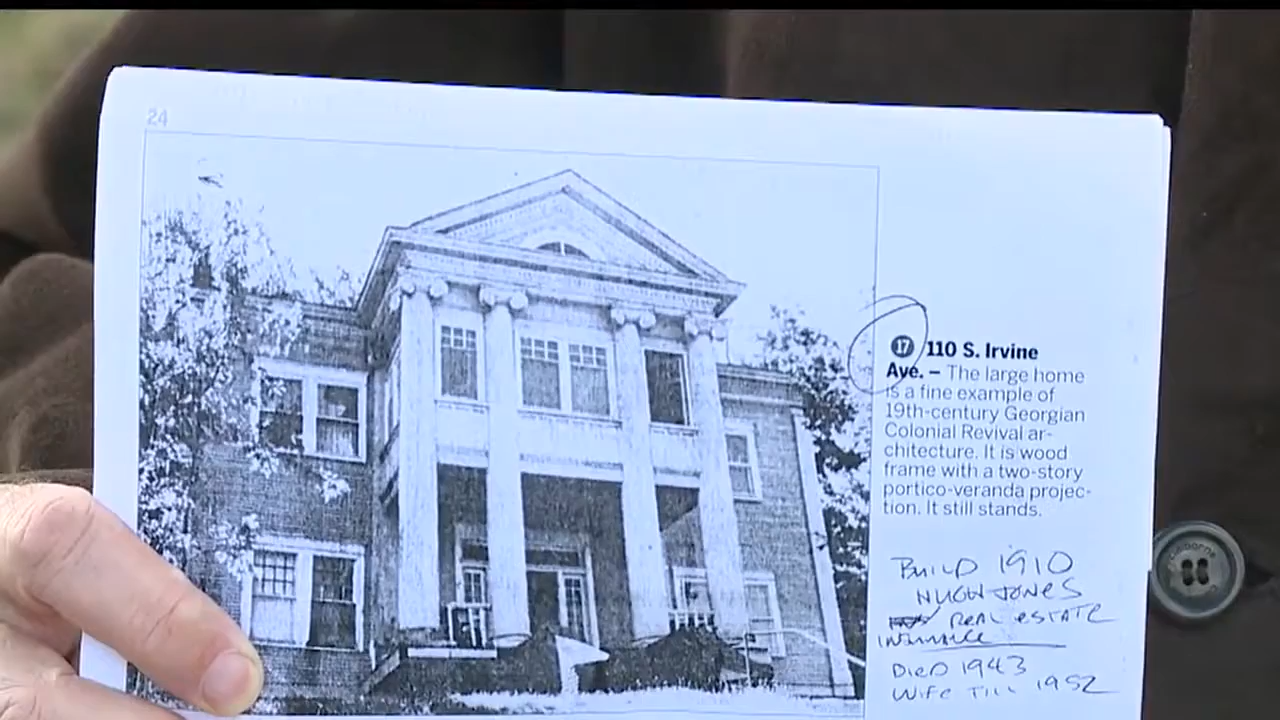 24
17 110 S. Irvine
Ave. – The large home
is a fine example of
19th-century Georgian
Colonial Revival ar-
chitecture. It is wood
frame with a two-story
portico-veranda projec-
tion. It still stands.
BUILD 1910
HUGH JONES
REAL ESTATE
INSURANCE
DIED 1943
WIFE TILL 1952
Claiborne